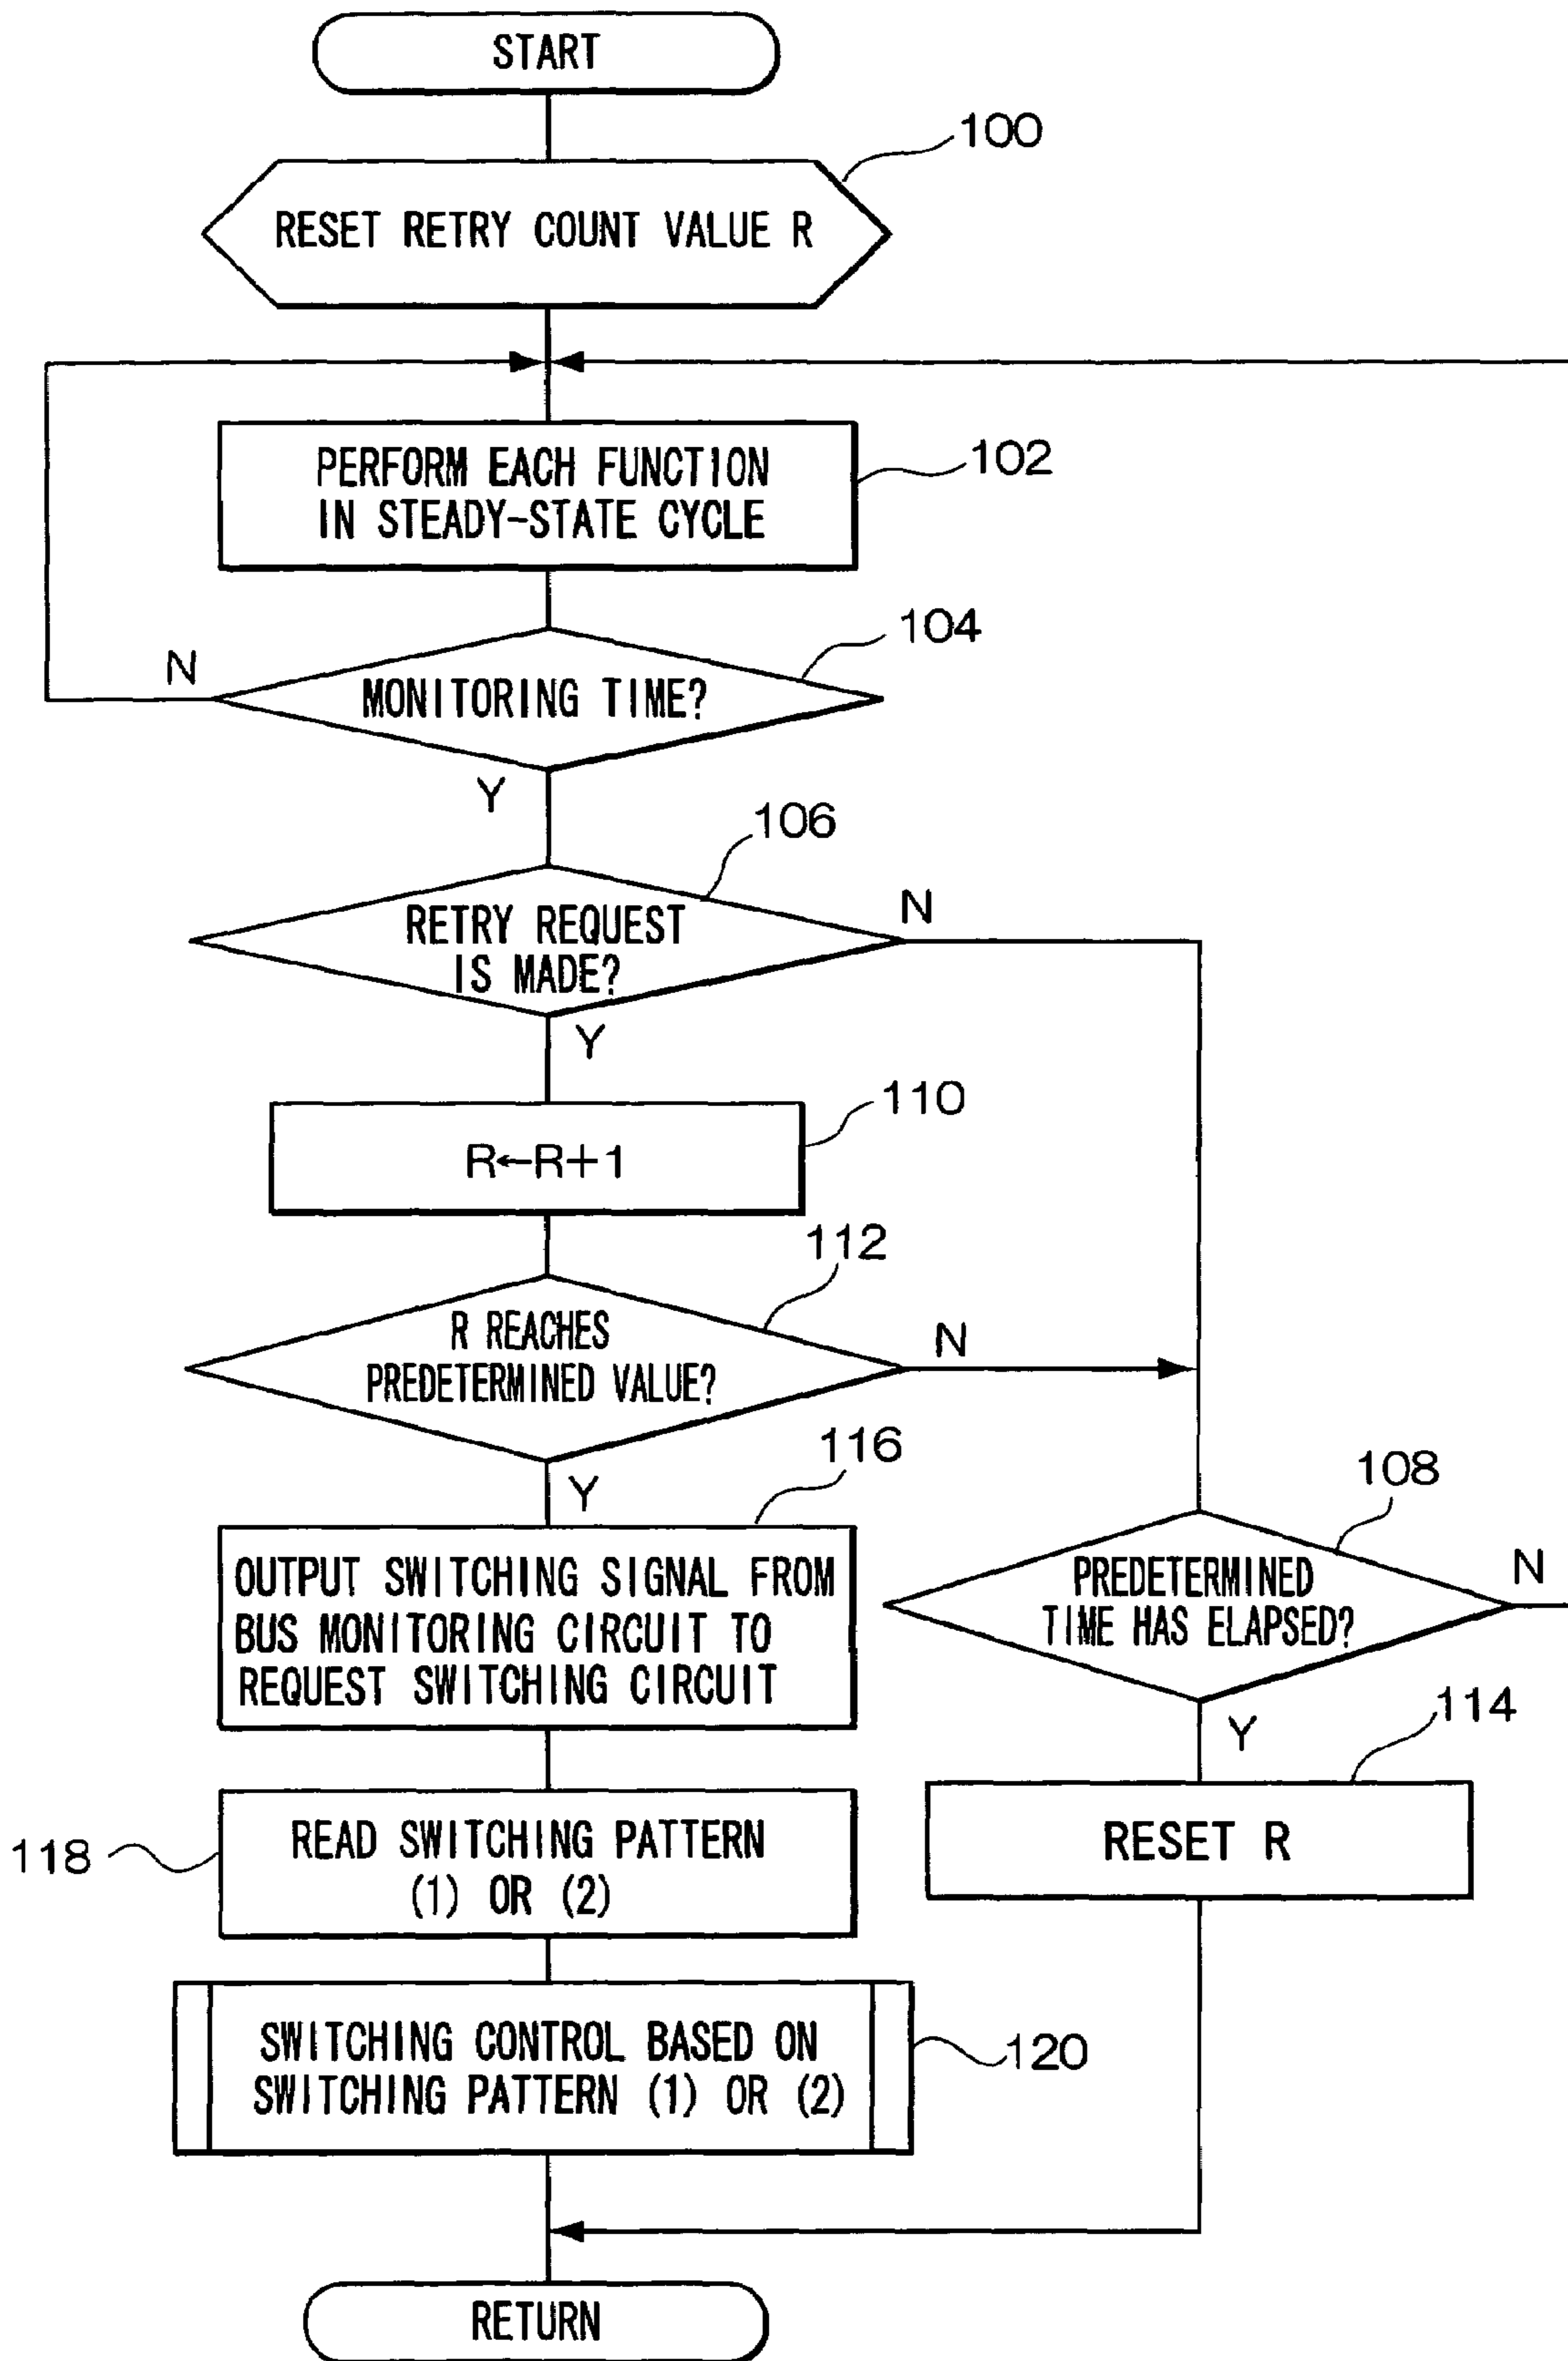 START
100
RESET RETRY COUNT VALUE R
PERFORM EACH FUNCTION
IN STEADY-STATE CYCLE
102
104
N
MONITORING TIME?
Y
106
RETRY REQUEST
IS MADE?
N
Y
110
R←R+1
112
R REACHES
PREDETERMINED VALUE?
N
Y
116
OUTPUT SWITCHING SIGNAL FROM
BUS MONITORING CIRCUIT TO
REQUEST SWITCHING CIRCUIT
108
PREDETERMINED
TIME HAS ELAPSED?
N
Y
114
RESET R
118
READ SWITCHING PATTERN
(1) OR (2)
SWITCHING CONTROL BASED ON
SWITCHING PATTERN (1) OR (2)
120
RETURN